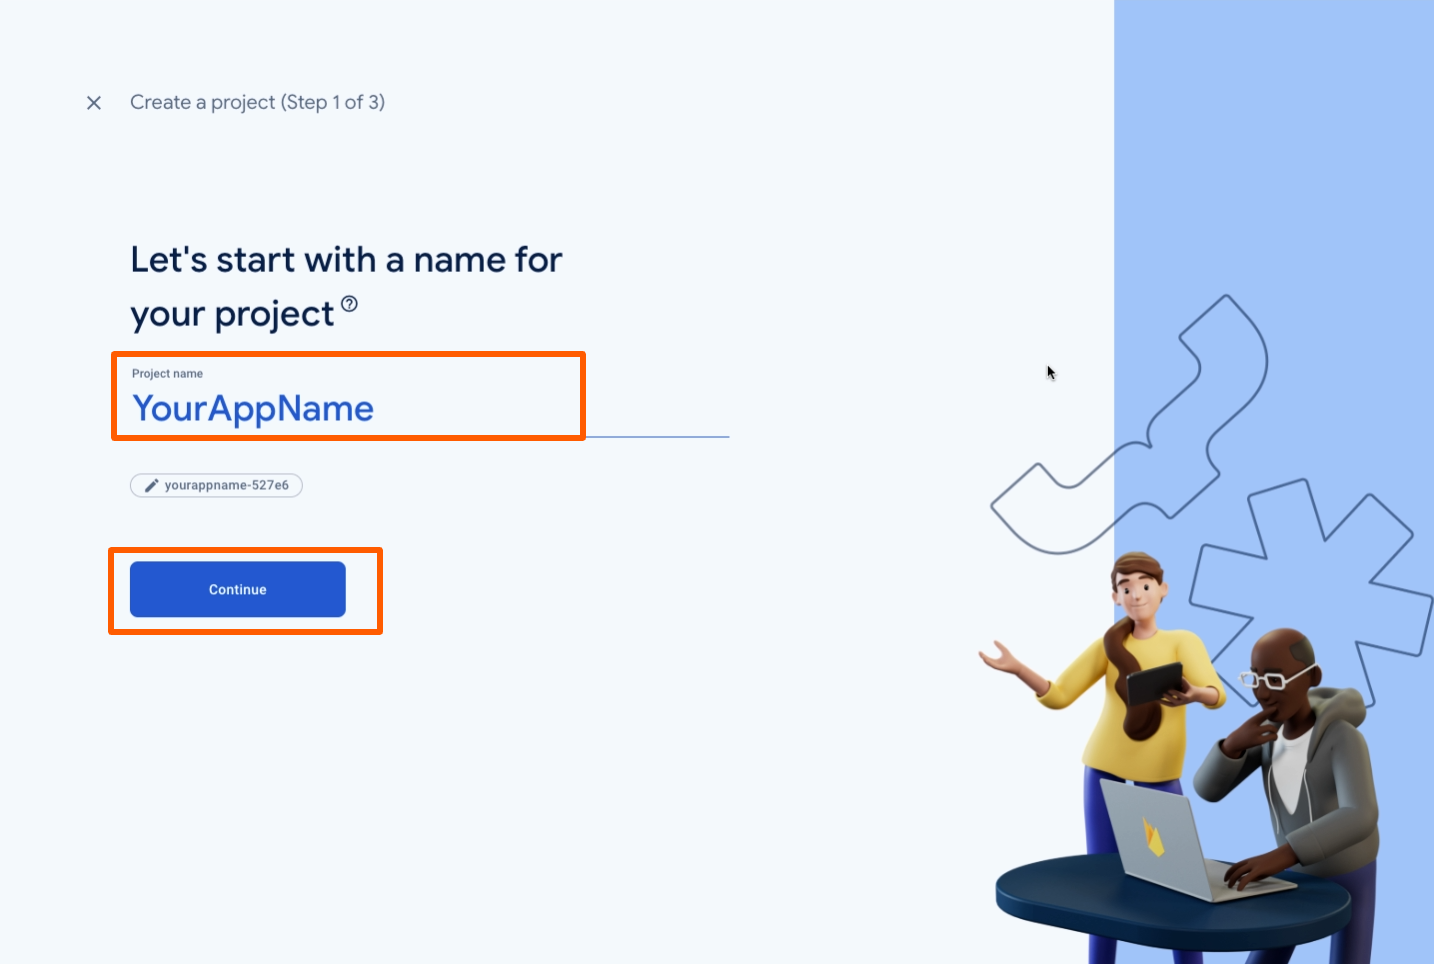 Create a project (Step 1 of 3)
Let's start with a name for
your project
Project name
YourAppName
yourappname-527e6
Continue